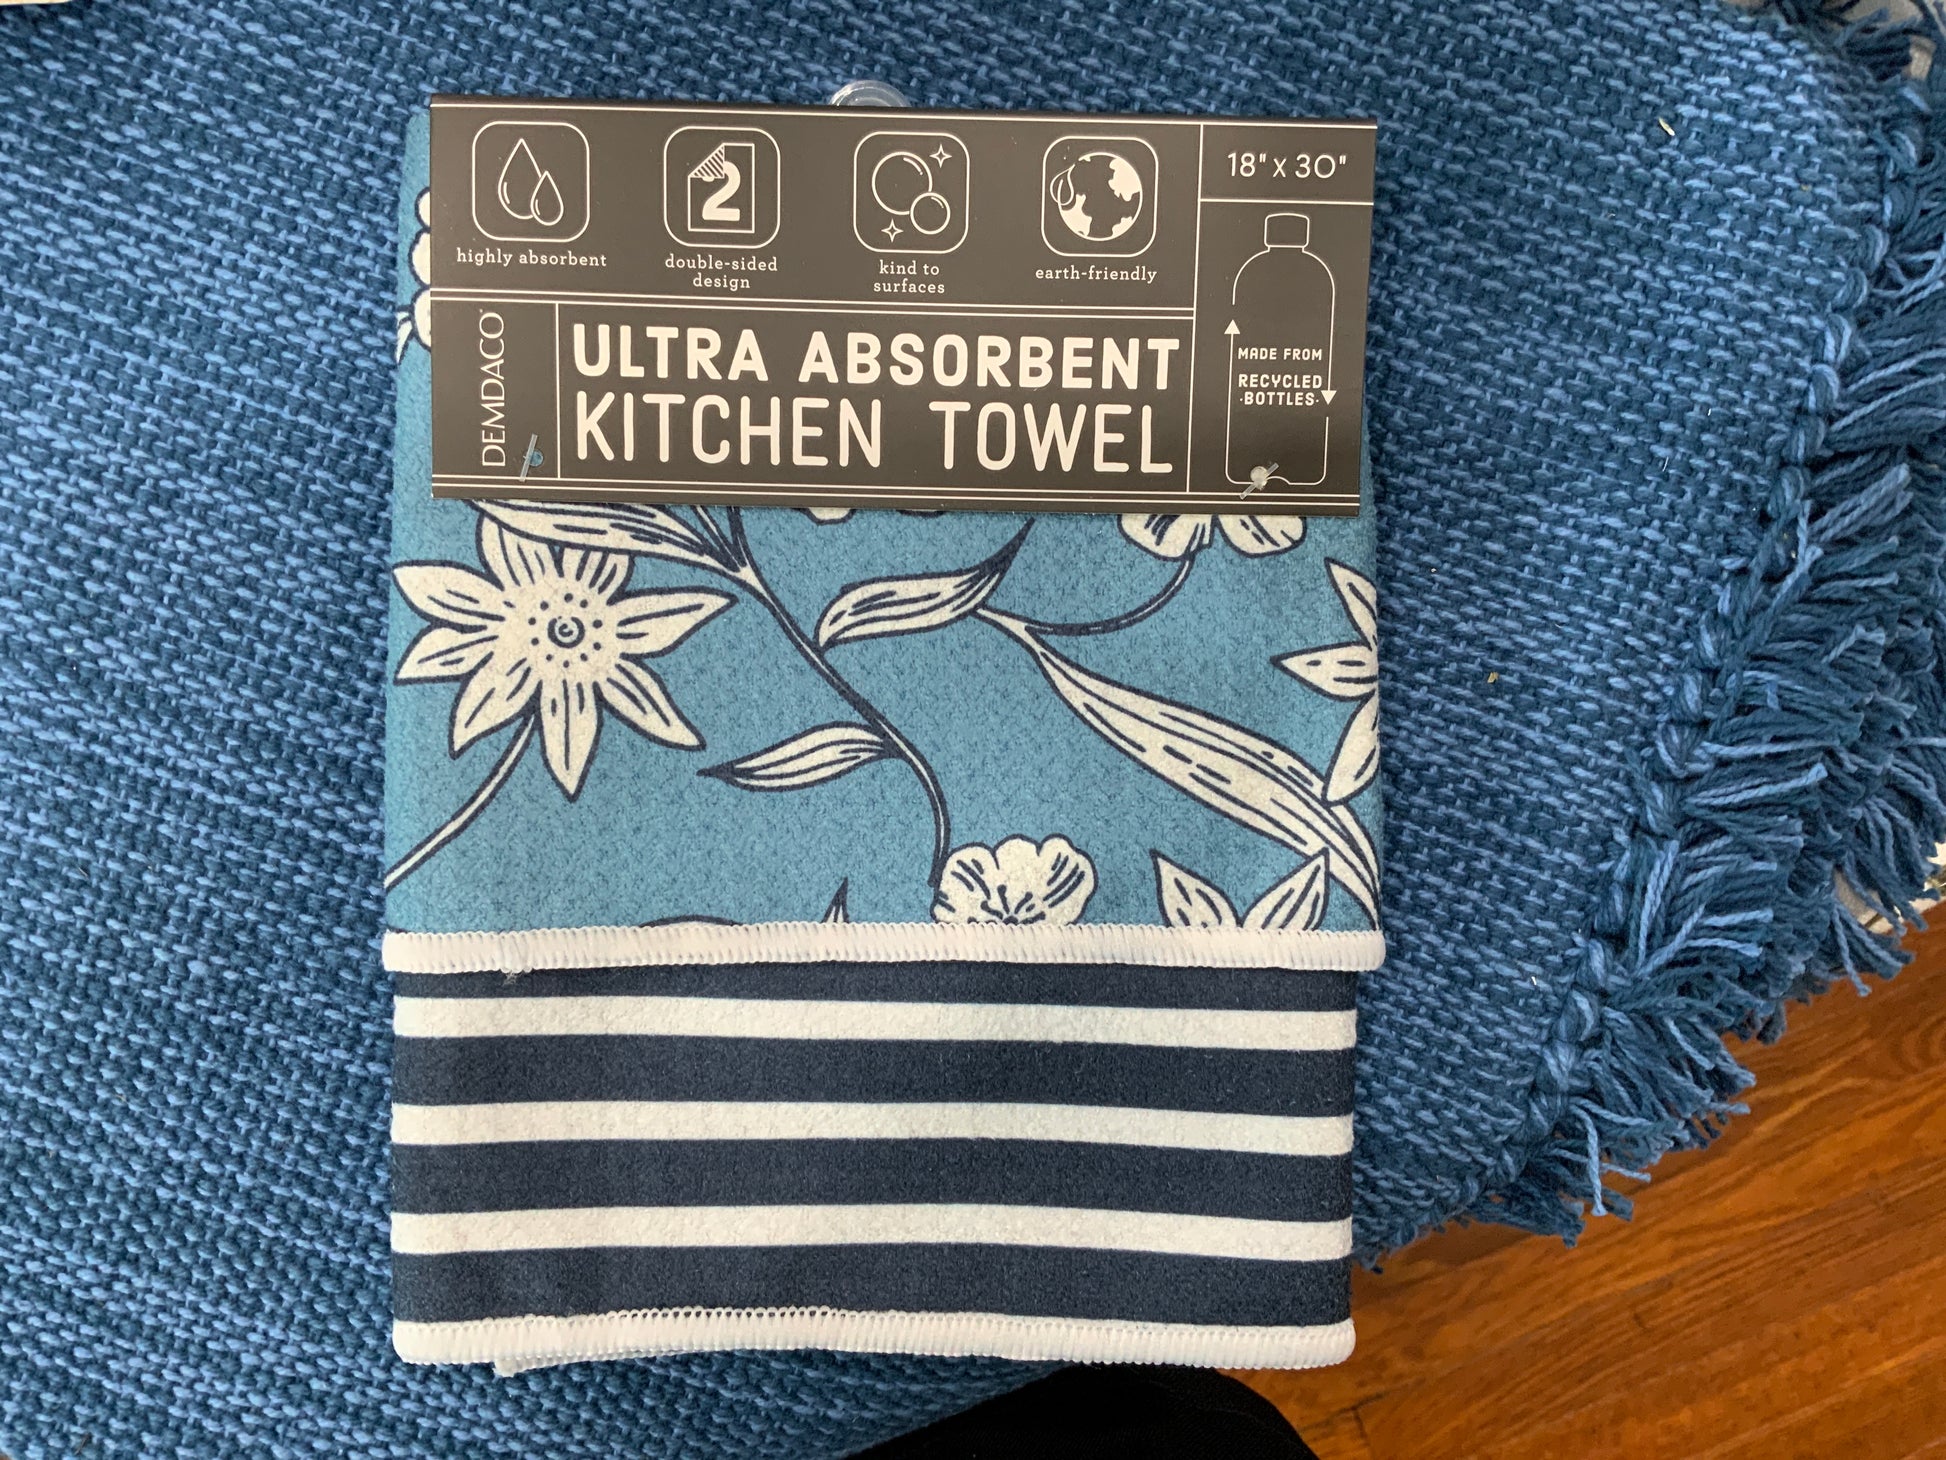 highly absorbent
2
double-sided
design
kind to
surfaces
earth-friendly
18" x 30"
DEMDACO
ULTRA ABSORBENT
KITCHEN TOWEL
MADE FROM
RECYCLED
·BOTTLES·